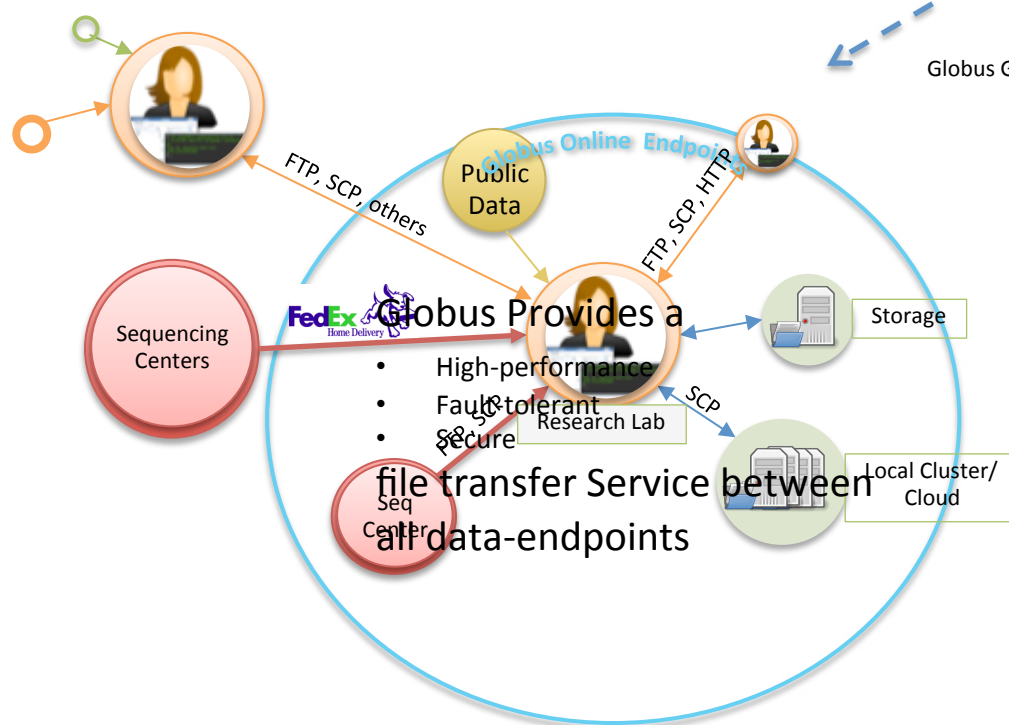 Globus G
Globus Online Endpoints
FTP, SCP, others
Public
Data
FTP, SCP, HTTP
Sequencing
Centers
FedEx
Home Delivery
Globus Provides a
• High-performance
• Fault-tolerant
• Secure
file transfer Service between
all data-endpoints
Storage
SCP
FTP, SCP
Research Lab
Local Cluster/
Cloud
Seq
Center